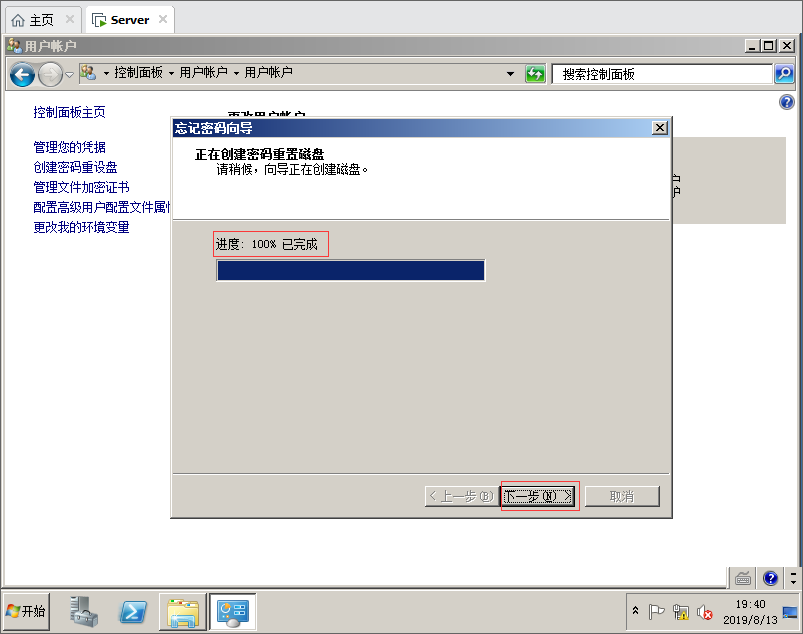 主页
Server
用户帐户
控制面板
用户帐户
用户帐户
搜索控制面板
控制面板主页
更改用户帐户
管理您的凭据
创建密码重设盘
管理文件加密证书
配置高级用户配置文件属性
更改我的环境变量
忘记密码向导
正在创建密码重置磁盘
请稍候，向导正在创建磁盘。
进度: 100% 已完成
< 上一步(B)
下一步(N) >
取消
开始
19:40
2019/8/13